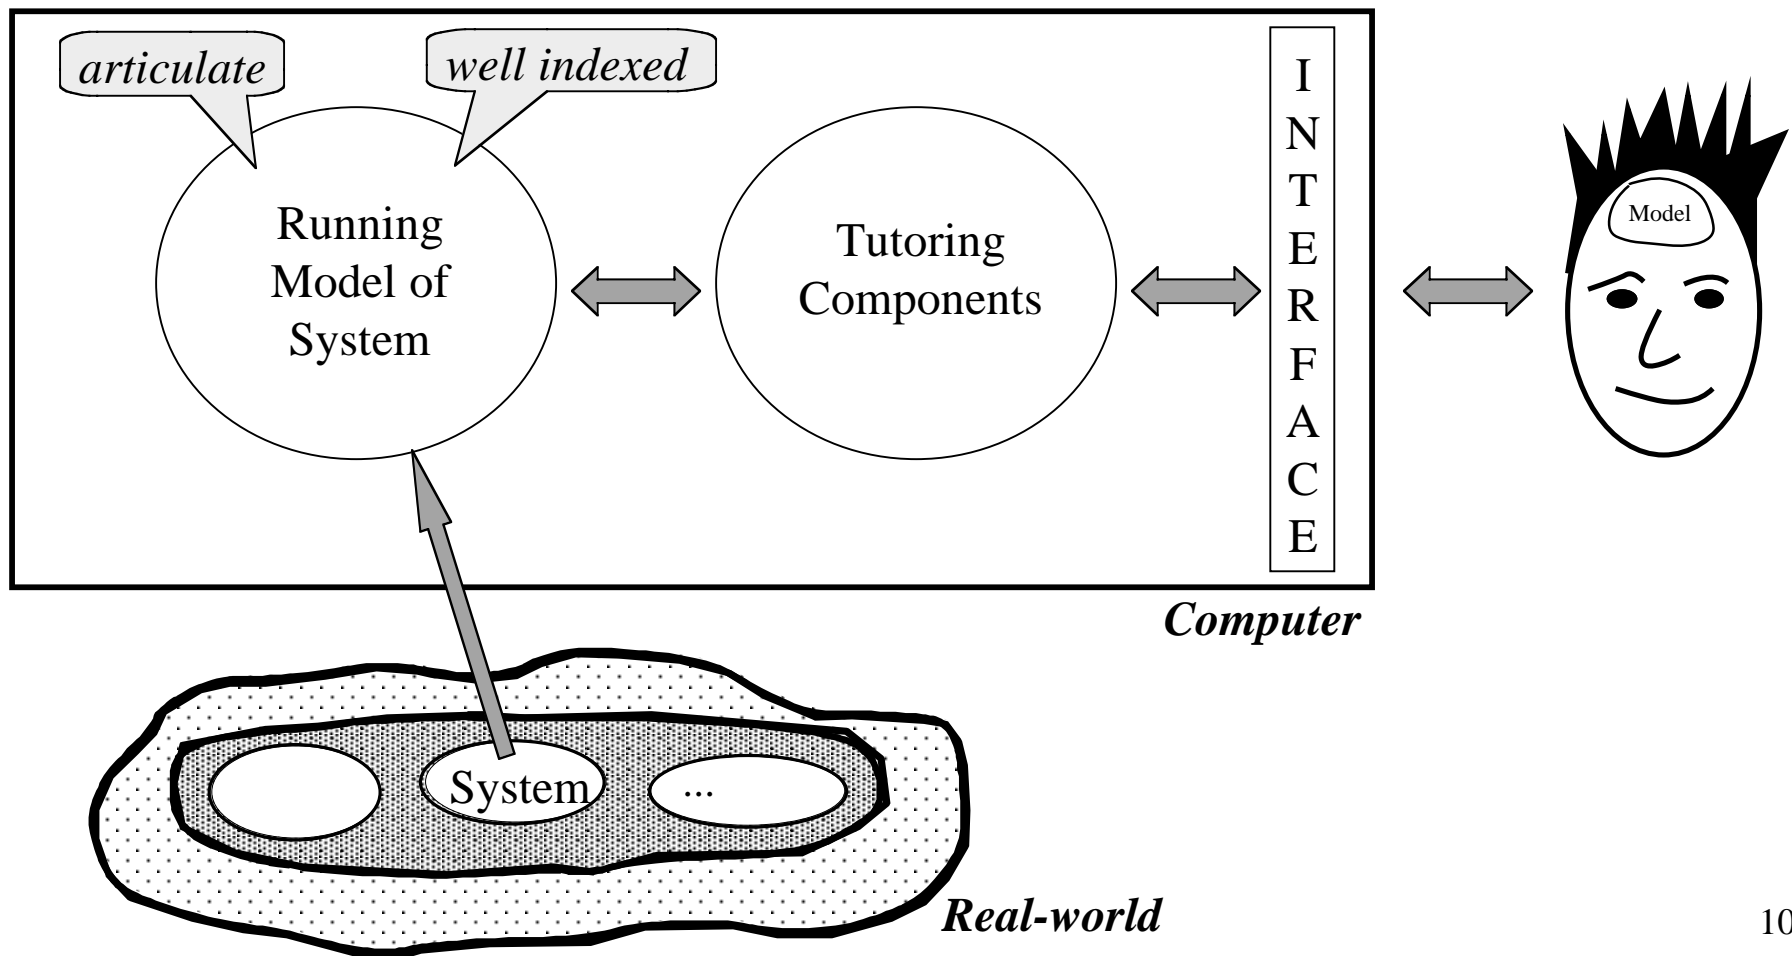 articulate
well indexed
Running
Model of
System
Tutoring
Components
I
N
T
E
R
F
A
C
E
Model
Computer
System
...
Real-world
10